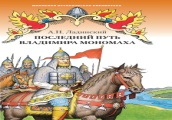 А.П. Ладинский
ПОСЛЕДНИЙ ПУТЬ
ВЛАДИМИРА МОНОМАХА